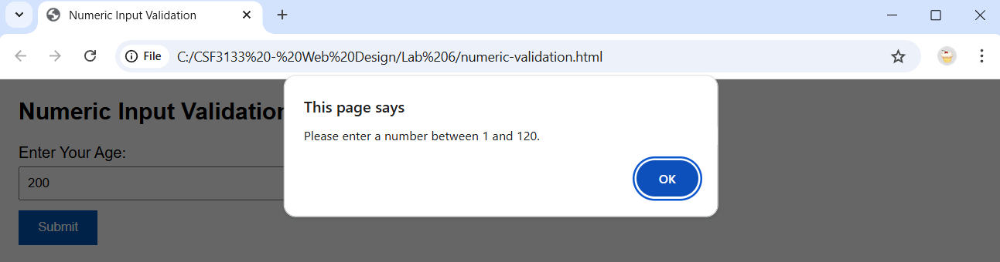 Numeric Input Validation
File C:/CSF3133%20-%20Web%20Design/Lab%206/numeric-validation.html
This page says
Please enter a number between 1 and 120.
OK
Numeric Input Validation
Enter Your Age:
200
Submit